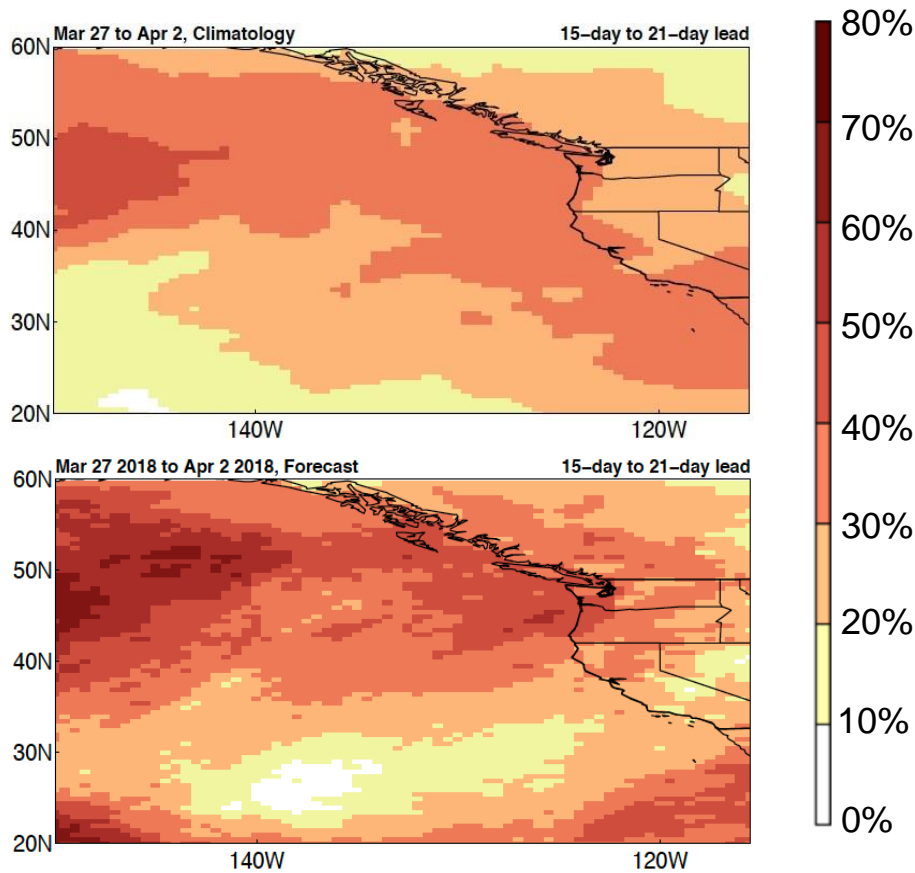 Mar 27 to Apr 2, Climatology 15−day to 21−day lead
60N
50N
40N
30N
20N
140W 120W
Mar 27 2018 to Apr 2 2018, Forecast 15−day to 21−day lead
60N
50N
40N
30N
20N
140W 120W
80%
70%
60%
50%
40%
30%
20%
10%
0%